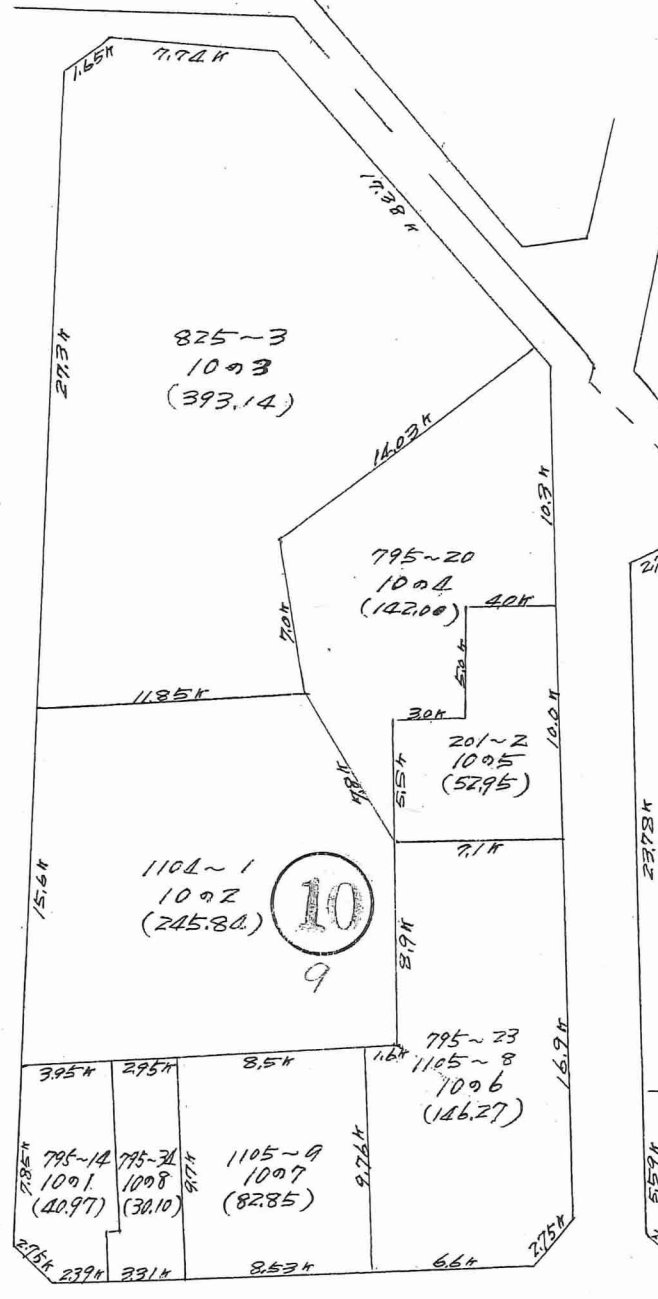 1.65K
7.74K
17.38K
27.3K
825~3
10の3
(393.14)
14.03K
10.3K
795~20
10の4
(142.00)
4.0K
7.0K
5.0K
11.85K
3.0K
10.0K
201~2
10の5
(52.95)
5.5K
7.8K
7.1K
23.78K
1104~1
10の2
(245.84)
10
9
15.6K
8.9K
16.9K
795~23
1105~8
10の6
(146.27)
3.95K
2.95K
8.5K
1.6K
7.85K
795~14
10の1
(40.97)
795~34
10の8
(30.10)
9.7K
1105~9
10の7
(82.85)
9.76K
5.59K
2.75K
2.39K
3.31K
8.53K
6.6K
2.75K